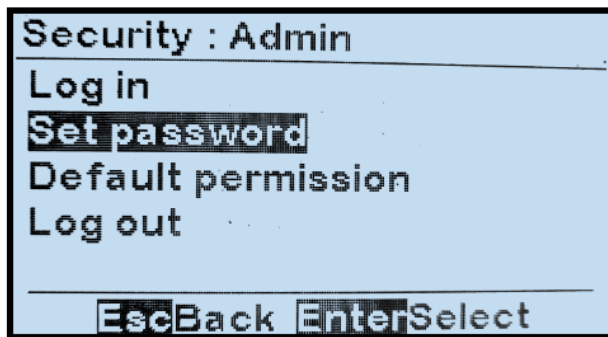 Security : Admin
Log in
Set password
Default permission
Log out
EscBack EnterSelect